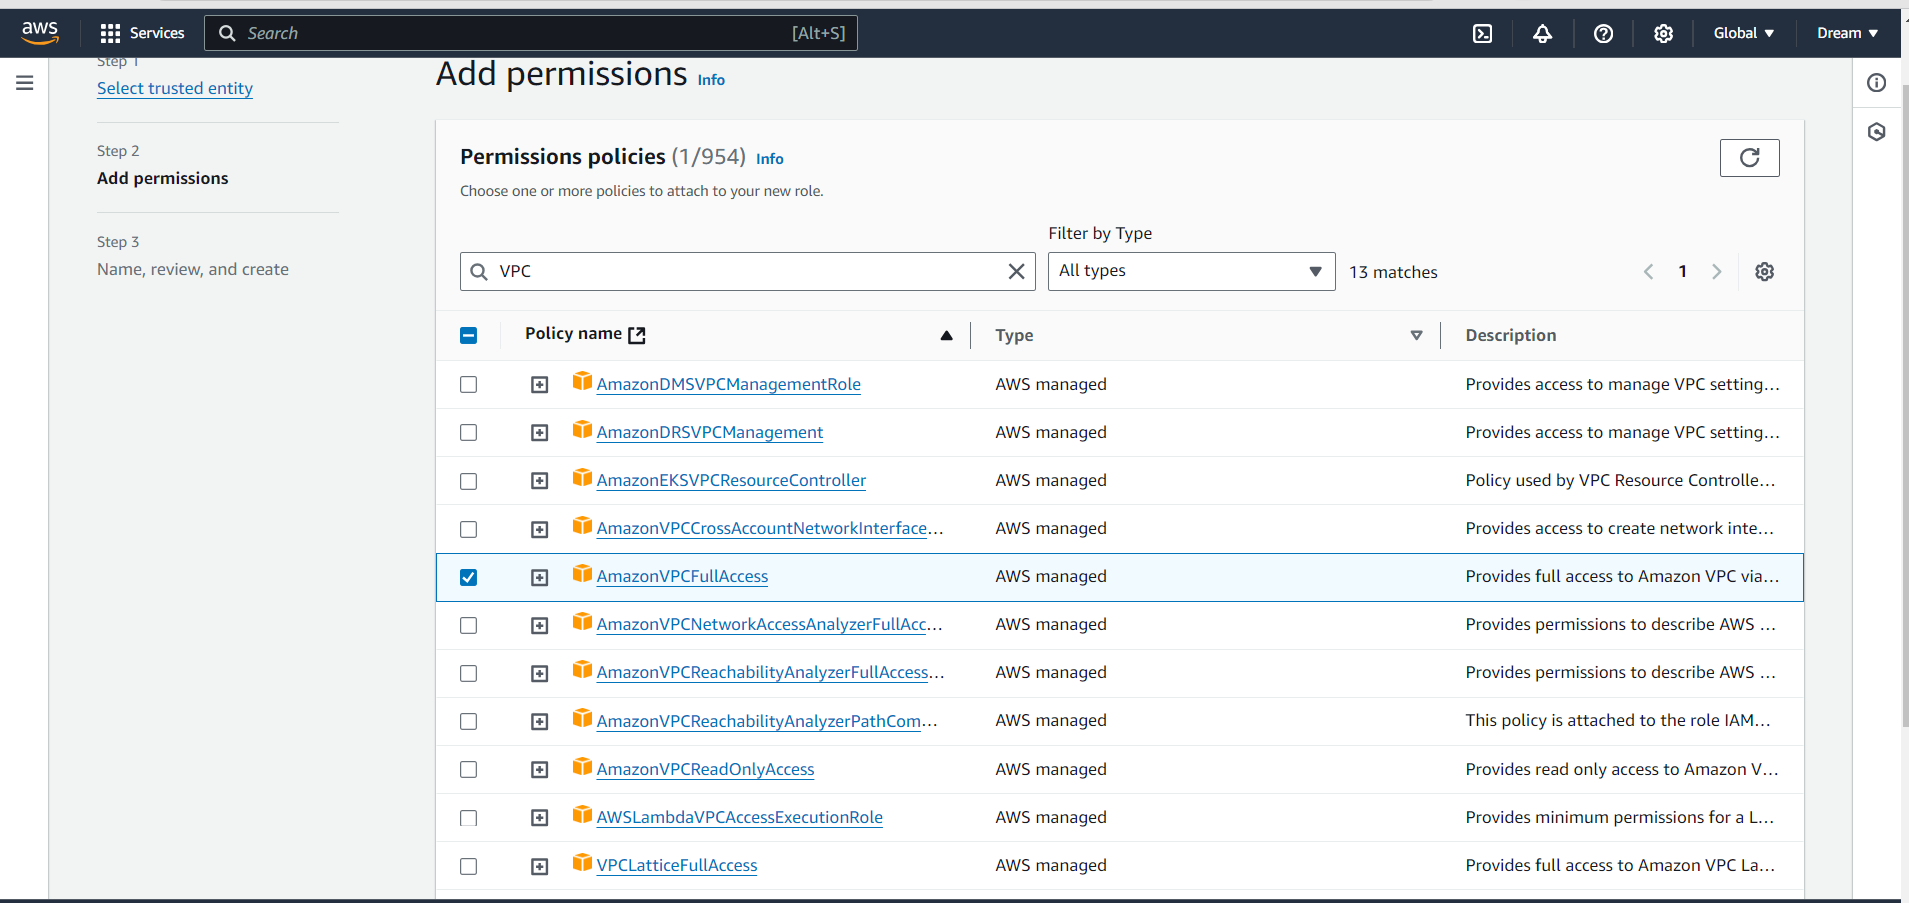 aws
Services
Search
[Alt+S]
Global
Dream
Step 1
Select trusted entity
Step 2
Add permissions
Step 3
Name, review, and create
Add permissions Info
Permissions policies (1/954) Info
Choose one or more policies to attach to your new role.
Filter by Type
VPC
All types
13 matches
1
Policy name Type Description
AmazonDMSVPCManagementRole AWS managed Provides access to manage VPC setting…
AmazonDRSVPCManagement AWS managed Provides access to manage VPC setting…
AmazonEKSVPCResourceController AWS managed Policy used by VPC Resource Controlle…
AmazonVPCCrossAccountNetworkInterface… AWS managed Provides access to create network inte…
AmazonVPCFullAccess AWS managed Provides full access to Amazon VPC via…
AmazonVPCNetworkAccessAnalyzerFullAcc… AWS managed Provides permissions to describe AWS …
AmazonVPCReachabilityAnalyzerFullAccess… AWS managed Provides permissions to describe AWS …
AmazonVPCReachabilityAnalyzerPathCom… AWS managed This policy is attached to the role IAM…
AmazonVPCReadOnlyAccess AWS managed Provides read only access to Amazon V…
AWSLambdaVPCAccessExecutionRole AWS managed Provides minimum permissions for a L…
VPCLatticeFullAccess AWS managed Provides full access to Amazon VPC La…